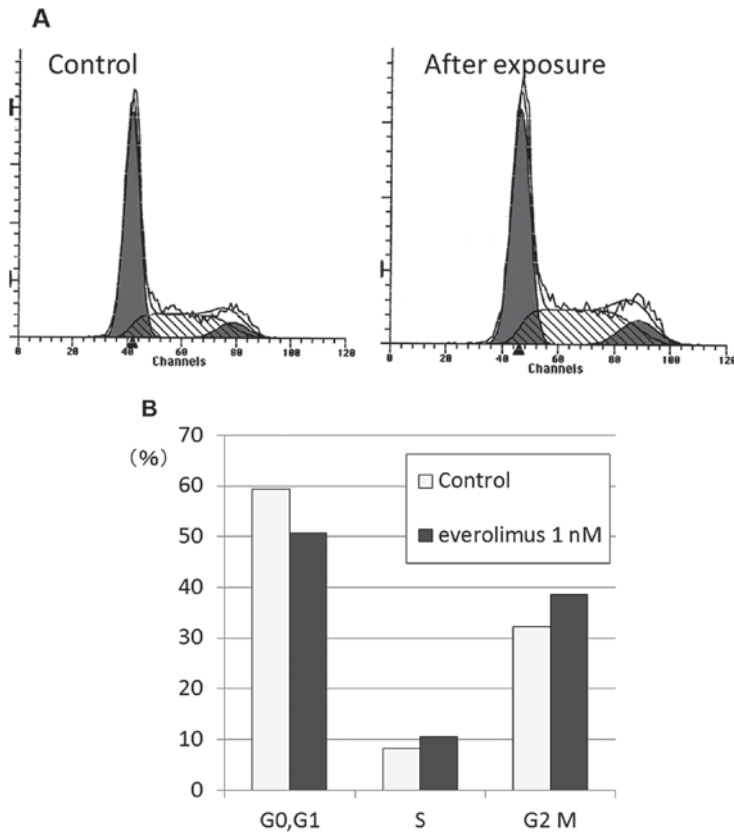 A
Control
After exposure
0 20 40 60 80 100 120
Channels
0 20 40 60 80 100 120
Channels
B
(%)
70
60
50
40
30
20
10
0
Control
everolimus 1 nM
G0,G1 S G2 M